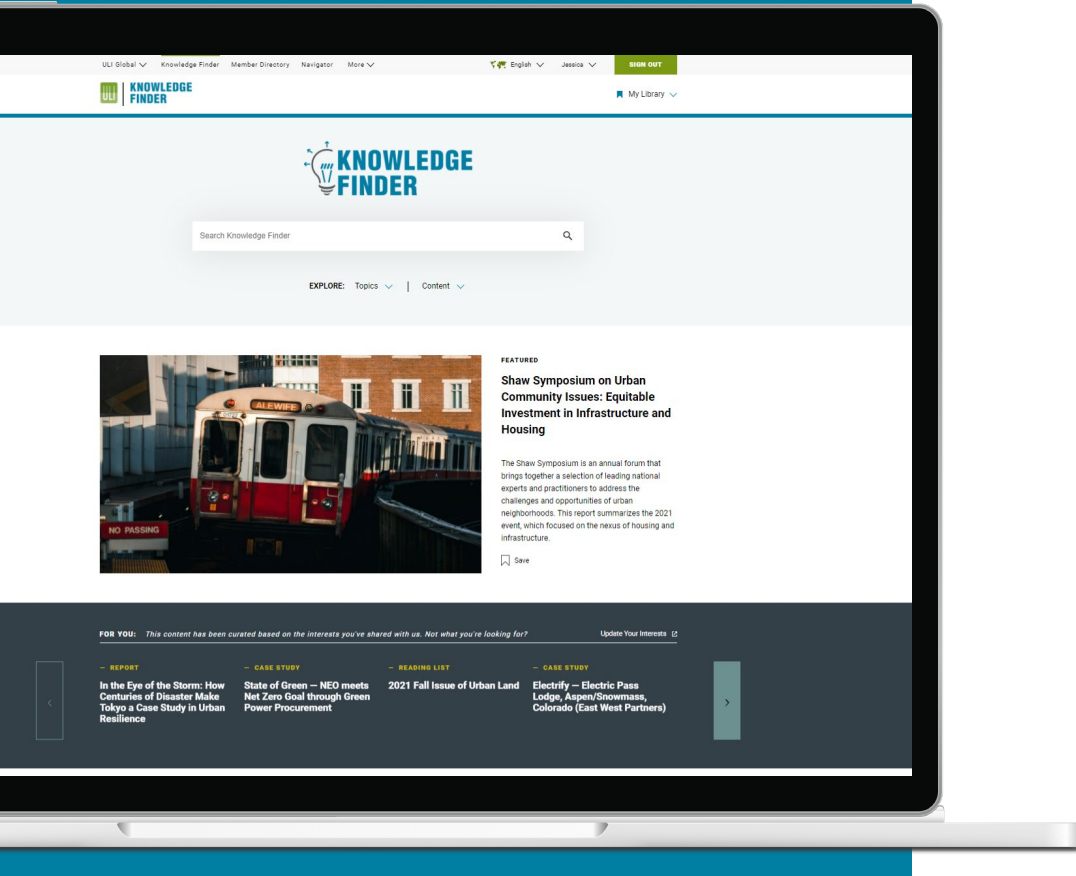 ULI Global Knowledge Finder Member Directory Navigator More English Jessica SIGN OUT
ULI KNOWLEDGE
FINDER
My Library
KNOWLEDGE
FINDER
Search Knowledge Finder
EXPLORE: Topics | Content
ALEWIFE
NO PASSING
FEATURED
Shaw Symposium on Urban
Community Issues: Equitable
Investment in Infrastructure and
Housing
The Shaw Symposium is an annual forum that
brings together a selection of leading national
experts and practitioners to address the
challenges and opportunities of urban
neighborhoods. This report summarizes the 2021
event, which focused on the nexus of housing and
infrastructure.
Save
FOR YOU: This content has been curated based on the interests you've shared with us. Not what you're looking for? Update Your Interests
— REPORT
In the Eye of the Storm: How
Centuries of Disaster Make
Tokyo a Case Study in Urban
Resilience
— CASE STUDY
State of Green — NEO meets
Net Zero Goal through Green
Power Procurement
— READING LIST
2021 Fall Issue of Urban Land
— CASE STUDY
Electrify — Electric Pass
Lodge, Aspen/Snowmass,
Colorado (East West Partners)